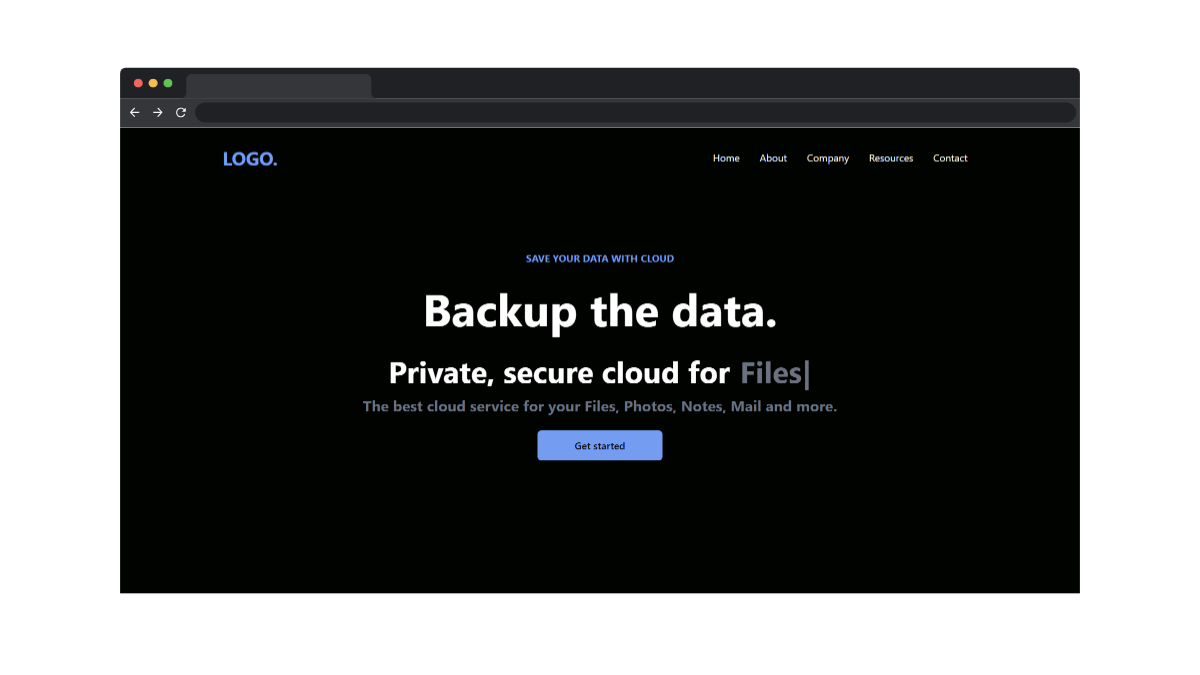 LOGO.
Home About Company Resources Contact
SAVE YOUR DATA WITH CLOUD
Backup the data.
Private, secure cloud for Files|
The best cloud service for your Files, Photos, Notes, Mail and more.
Get started